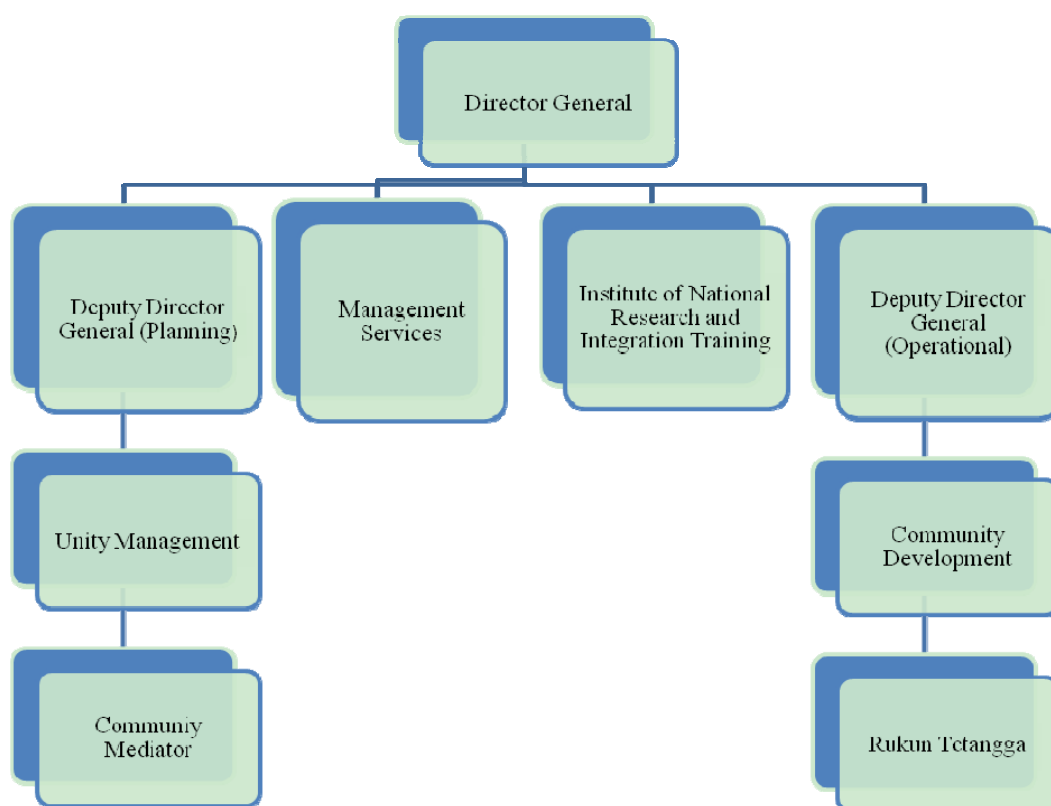 Director General
Deputy Director
General (Planning)
Management
Services
Institute of National
Research and
Integration Training
Deputy Director
General
(Operational)
Unity Management
Community
Development
Communiy
Mediator
Rukun Tetangga